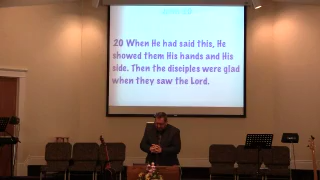 20 When He had said this, He
showed them His hands and His
side. Then the disciples were glad
when they saw the Lord.